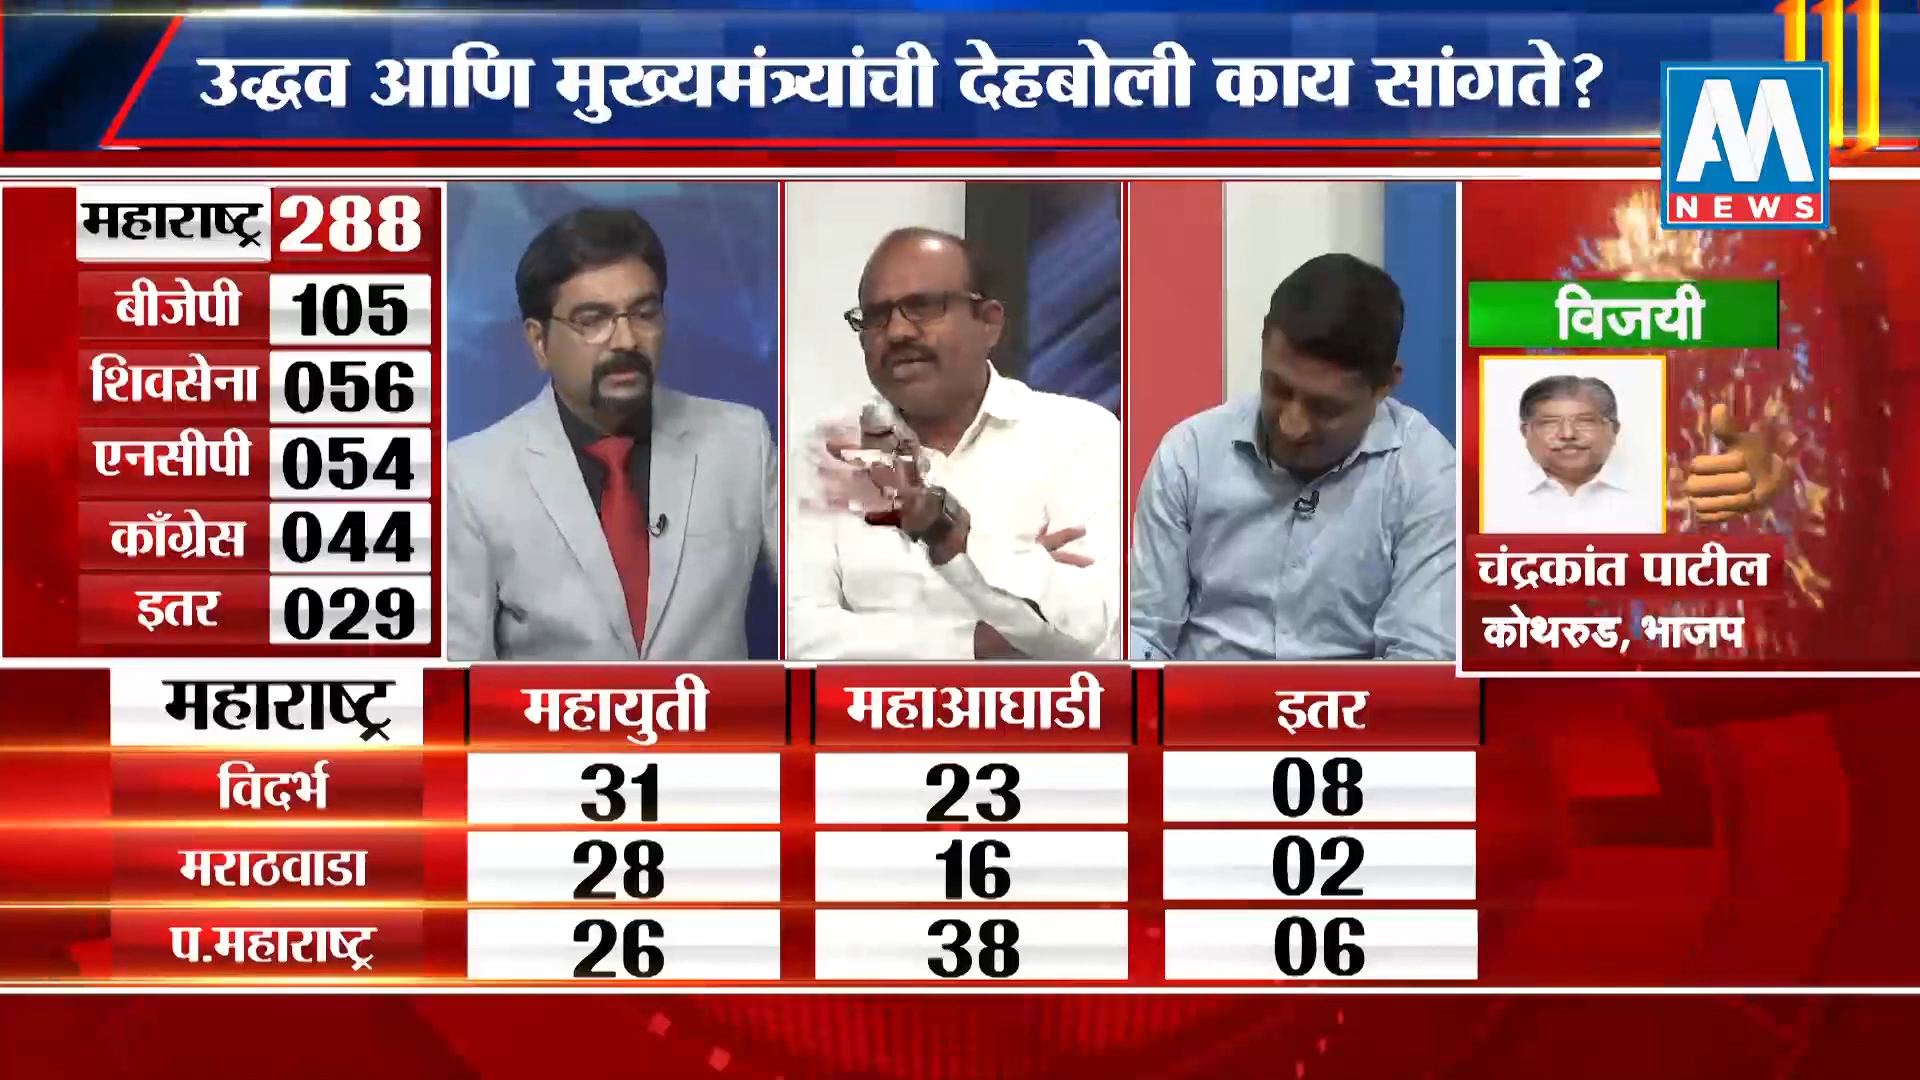 उद्धव आणि मुख्यमंत्र्यांची देहबोली काय सांगते?
AM
NEWS
महाराष्ट्र 288
बीजेपी 105
शिवसेना 056
एनसीपी 054
काँग्रेस 044
इतर 029
विजयी
चंद्रकांत पाटील
कोथरुड, भाजप
महाराष्ट्र महायुती महाआघाडी इतर
विदर्भ 31 23 08
मराठवाडा 28 16 02
प.महाराष्ट्र 26 38 06